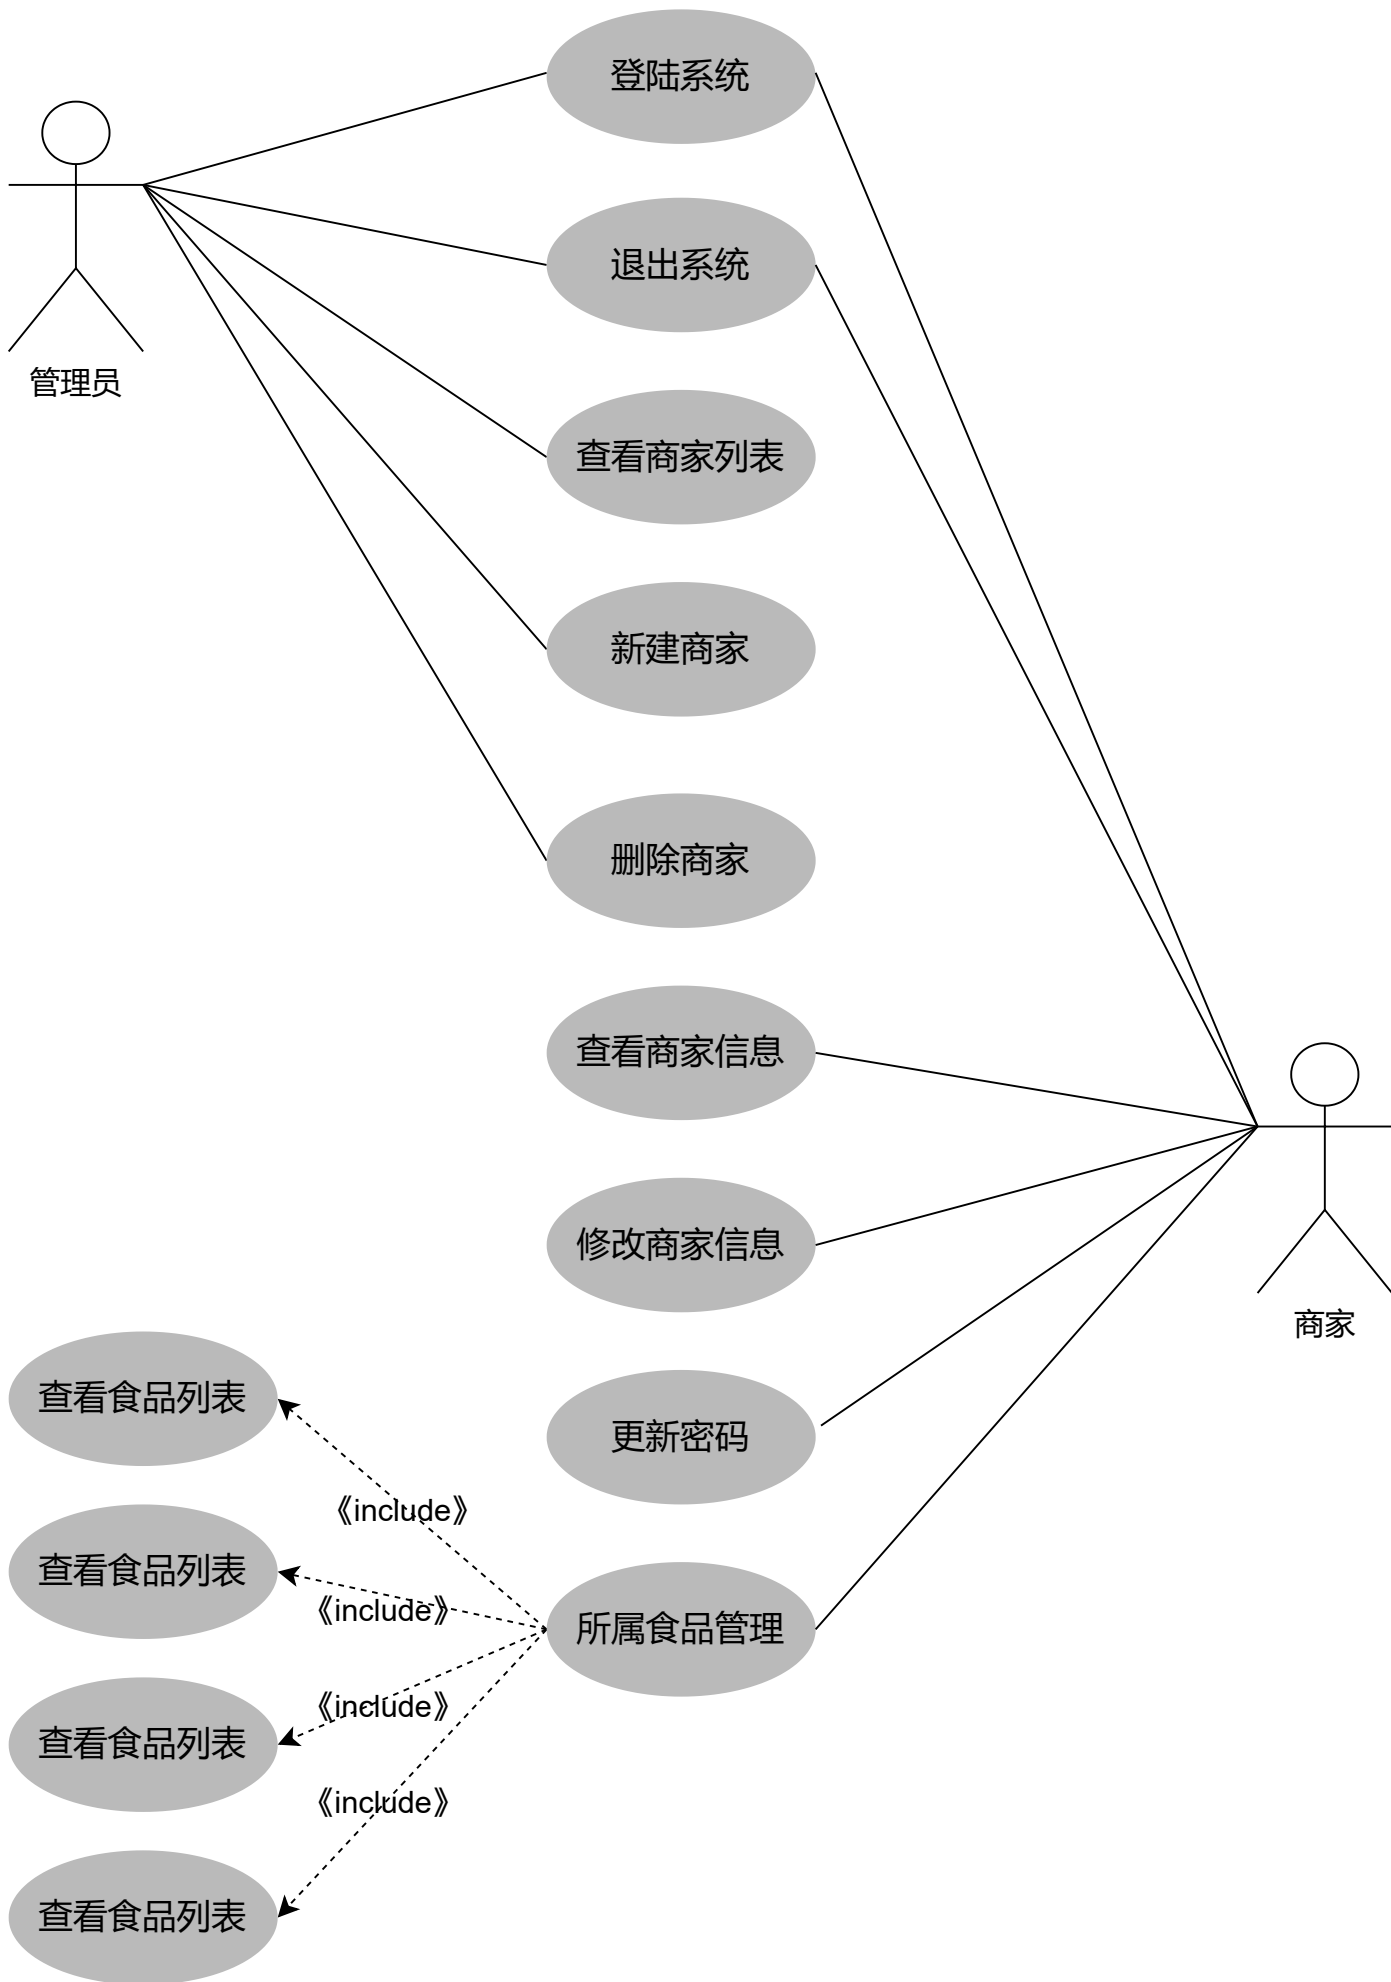 登陆系统
退出系统
管理员
查看商家列表
新建商家
删除商家
查看商家信息
修改商家信息
商家
更新密码
所属食品管理
查看食品列表
《include》
查看食品列表
《include》
查看食品列表
《include》
查看食品列表
《include》